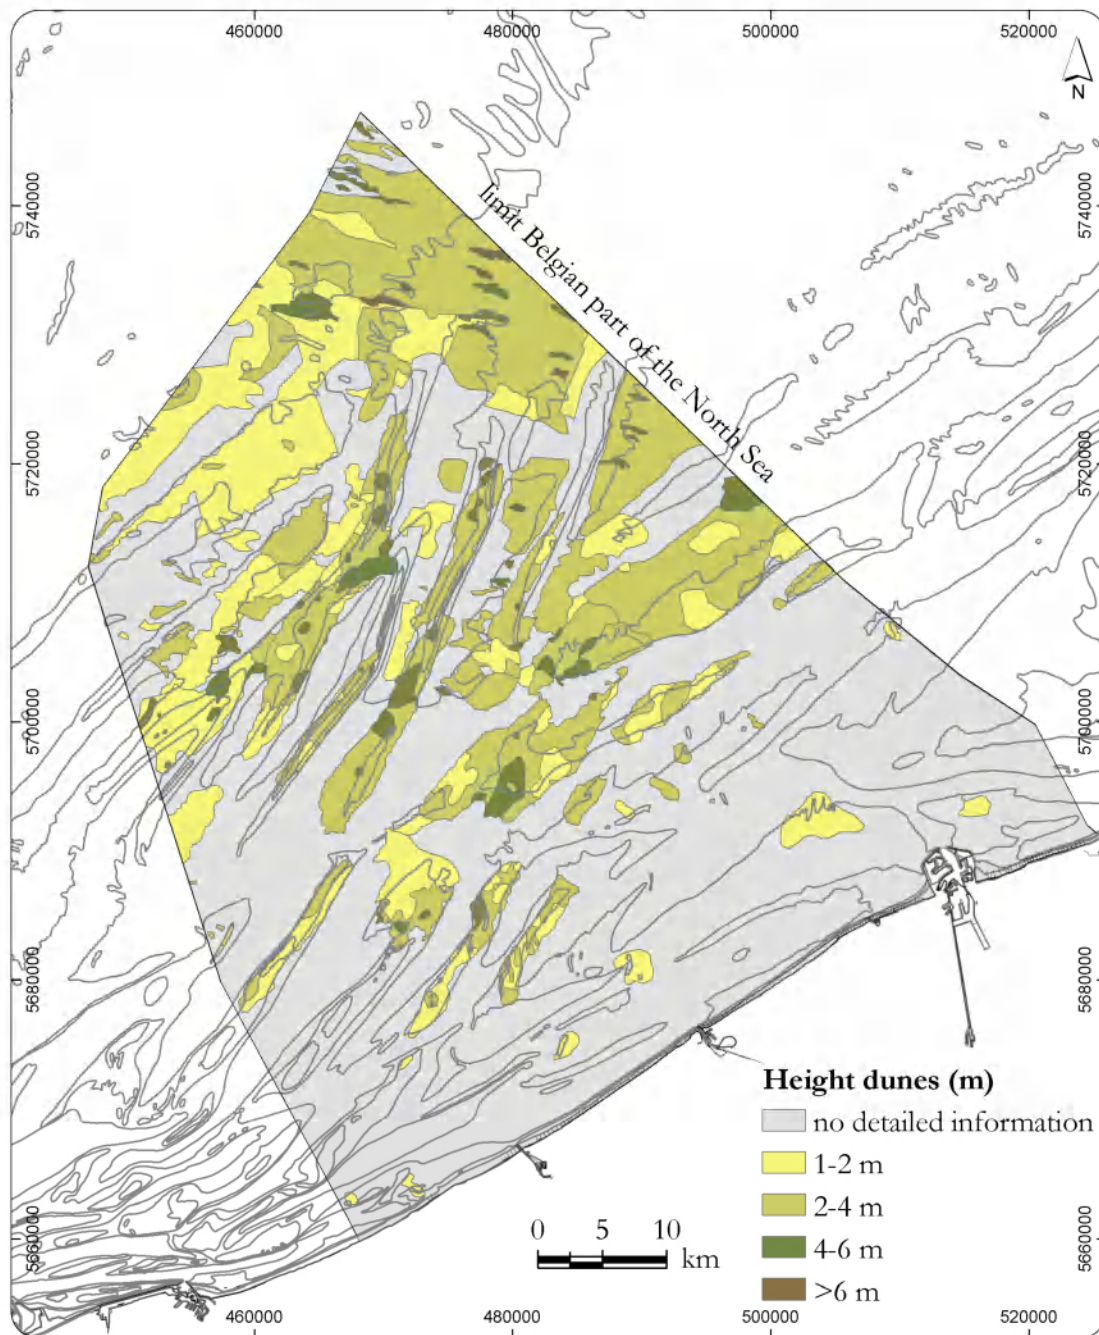 460000
480000
500000
520000
N
5740000
5740000
limit Belgian part of the North Sea
5720000
5720000
5700000
5700000
5680000
5680000
Height dunes (m)
no detailed information
1-2 m
2-4 m
4-6 m
>6 m
0 5 10
km
5660000
5660000
460000
480000
500000
520000